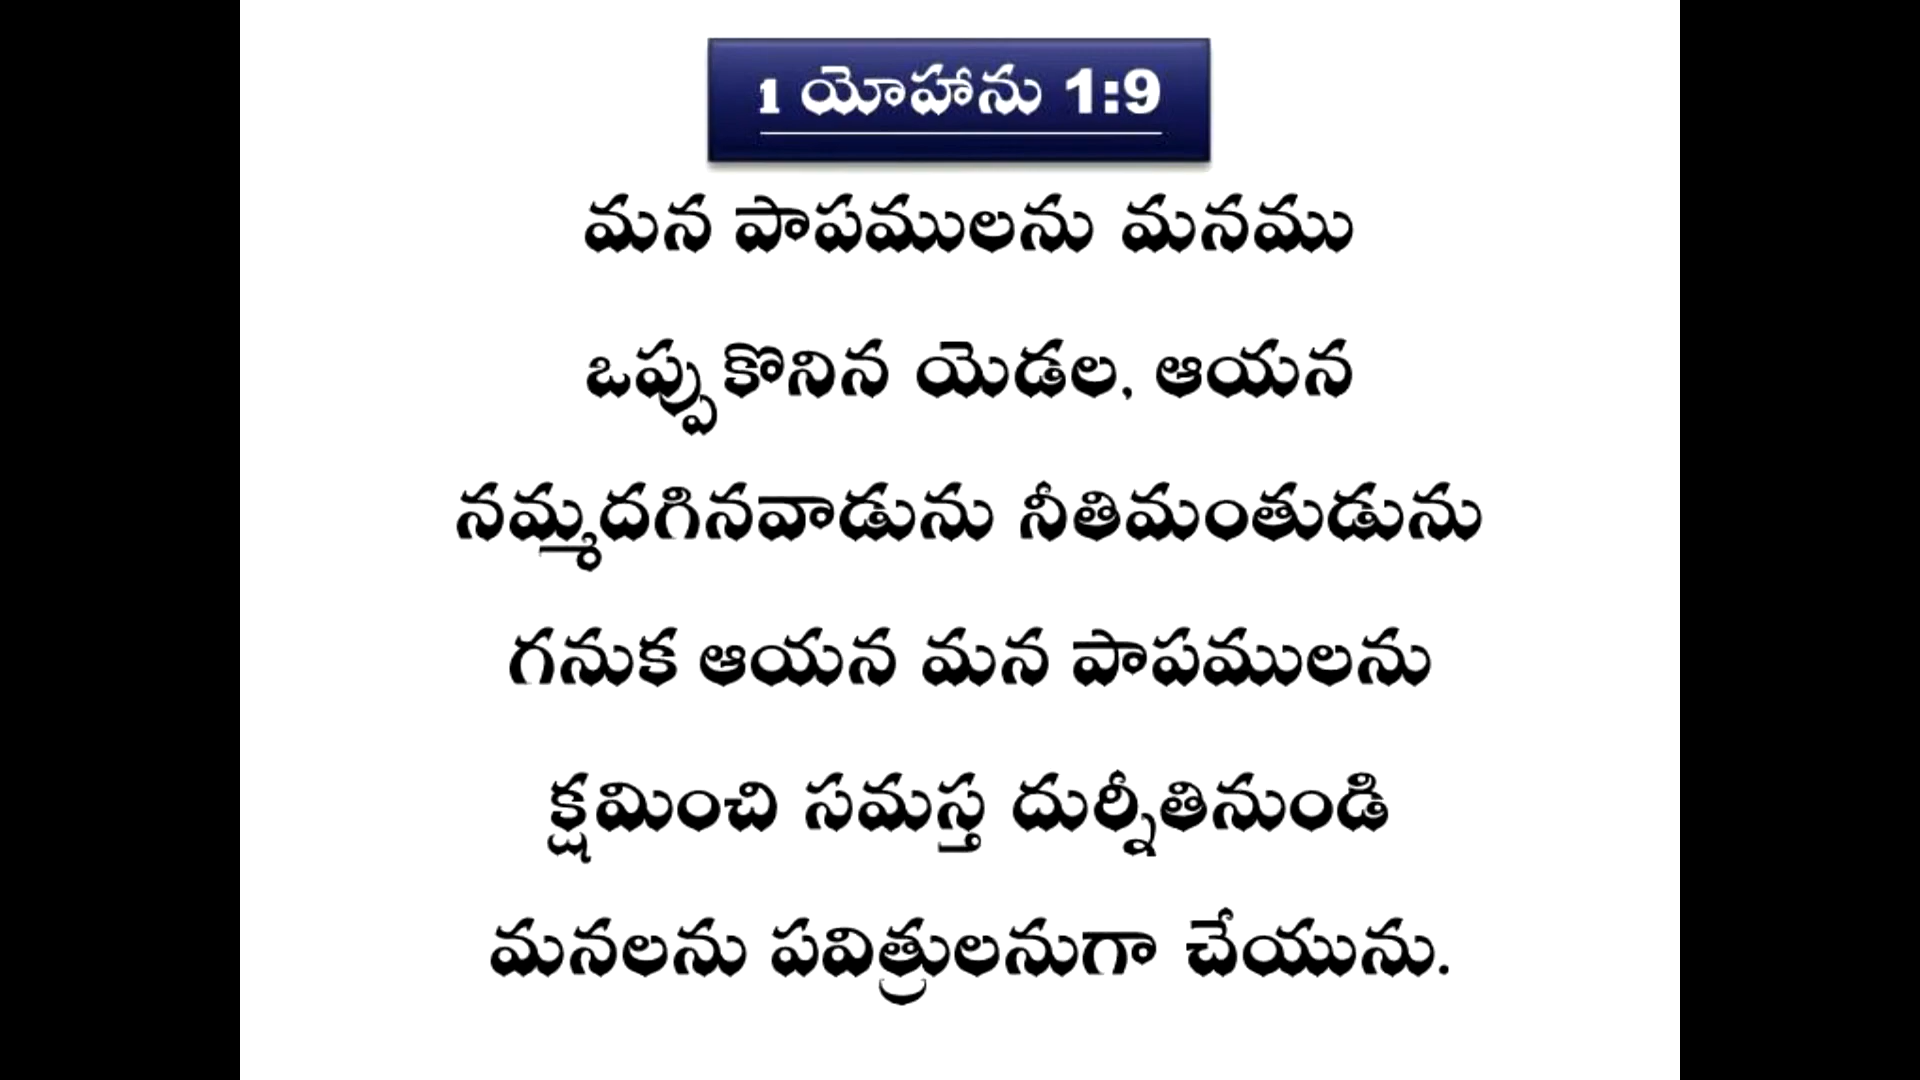 1 యోహాను 1:9
మన పాపములను మనము
ఒప్పుకొనిన యెడల, ఆయన
నమ్మదగినవాడును నీతిమంతుడును
గనుక ఆయన మన పాపములను
క్షమించి సమస్త దుర్నీతినుండి
మనలను పవిత్రులనుగా చేయును.